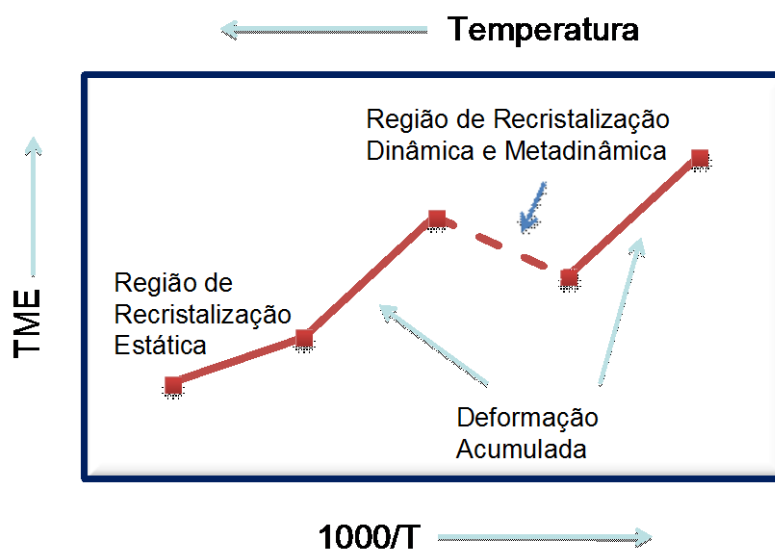 Temperatura
Região de Recristalização
Dinâmica e Metadinâmica
Região de
Recristalização
Estática
TME
Deformação
Acumulada
1000/T